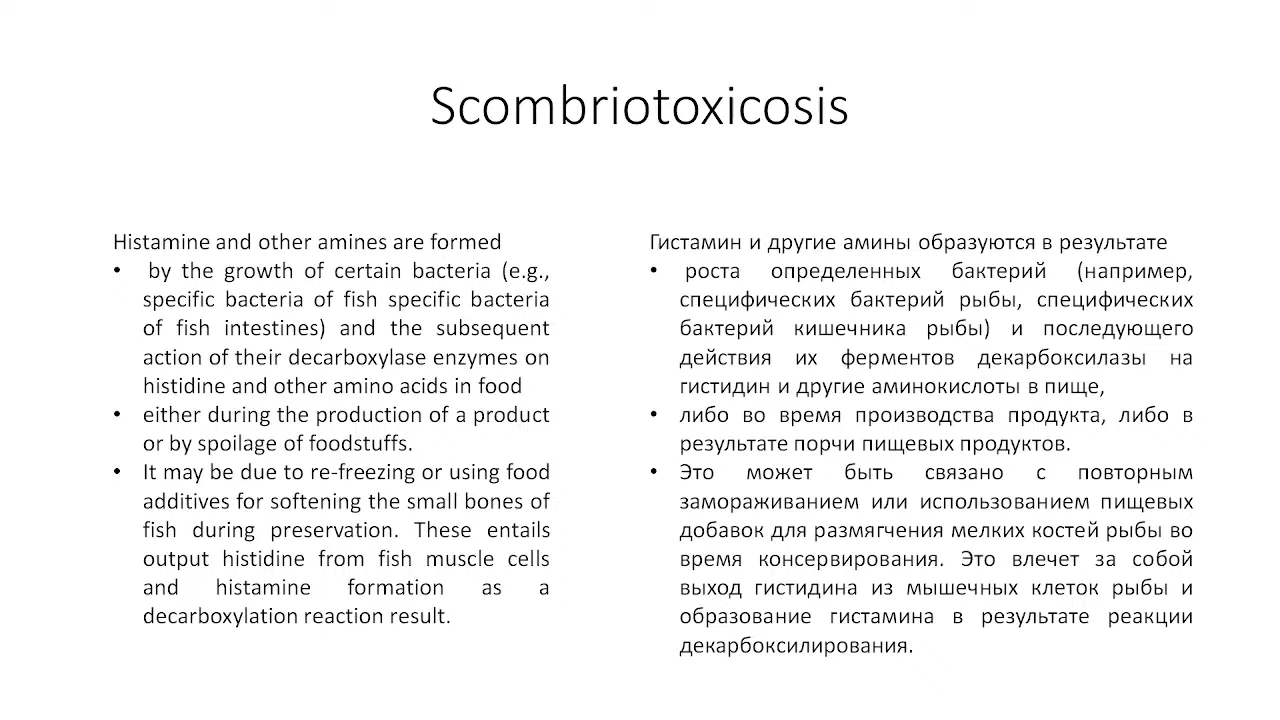 Scombriotoxicosis
Histamine and other amines are formed
• by the growth of certain bacteria (e.g.,
specific bacteria of fish specific bacteria
of fish intestines) and the subsequent
action of their decarboxylase enzymes on
histidine and other amino acids in food
• either during the production of a product
or by spoilage of foodstuffs.
• It may be due to re-freezing or using food
additives for softening the small bones of
fish during preservation. These entails
output histidine from fish muscle cells
and histamine formation as a
decarboxylation reaction result.
Гистамин и другие амины образуются в результате
• роста определенных бактерий (например,
специфических бактерий рыбы, специфических
бактерий кишечника рыбы) и последующего
действия их ферментов декарбоксилазы на
гистидин и другие аминокислоты в пище,
• либо во время производства продукта, либо в
результате порчи пищевых продуктов.
• Это может быть связано с повторным
замораживанием или использованием пищевых
добавок для размягчения мелких костей рыбы во
время консервирования. Это влечет за собой
выход гистидина из мышечных клеток рыбы и
образование гистамина в результате реакции
декарбоксилирования.